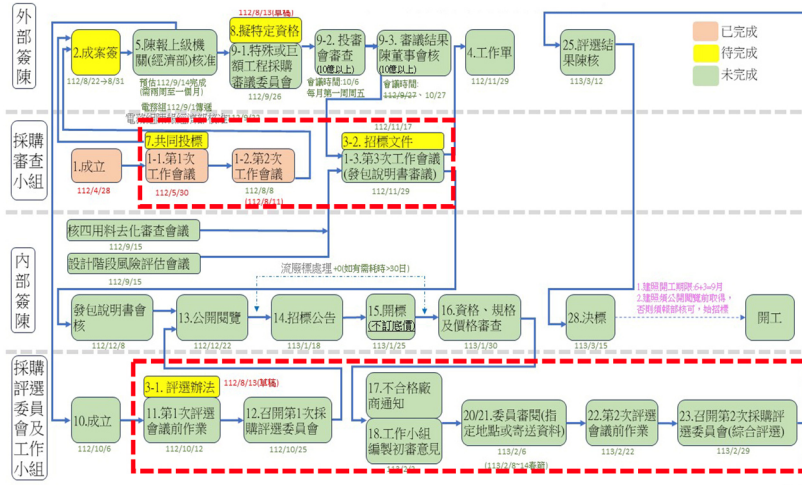 外部簽陳
112/8/13(草稿)
8.擬特定資格
2.成案簽
112/8/22→8/31
5.陳報上級機
關(經濟部)核准
預估112/9/14完成
(需兩周至一個月)
電務組112/9/1簽遞
9-1.特殊或巨
額工程採購
審議委員會
112/9/26
9-2. 投審
會審查
(10億以上)
會議時間:10/6
每月第一周周五
9-3. 審議結果
陳董事會核
(10億以上)
會議時間:
112/9/27、10/27
4.工作單
112/11/29
25.評選結
果陳核
113/3/12
已完成
待完成
未完成
採購審查小組
1.成立
112/4/28
7.共同投標
1-1.第1次
工作會議
112/5/30
1-2.第2次
工作會議
112/8/8
(112/8/11)
112/11/17
3-2. 招標文件
1-3.第3次工作會議
(發包說明書審議)
112/11/29
內部簽陳
核四用料去化審查會議
112/9/15
設計階段風險評估會議
112/9/15
流廢標處理 +0(如有需耗時>30日)
發包說明書會
核
112/12/8
13.公開閱覽
112/12/22
14.招標公告
113/1/18
15.開標
(不訂底價)
113/1/25
16.資格、規格
及價格審查
113/1/30
28.決標
113/3/15
1.建照開工期限 6+3=9月
2.建照須公開閱覽前取得,
否則須報部核可，始招標
開工
採購評選委員會及工作小組
10.成立
112/10/6
3-1. 評選辦法
112/8/13(草稿)
11.第1次評選
會議前作業
112/10/12
12.召開第1次採
購評選委員會
112/10/25
17.不合格廠
商通知
18.工作小組
編製初審意見
20/21.委員審閱(指
定地點或寄送資料)
113/2/6
(113/2/8~14春節)
22.第2次評選
會議前作業
113/2/22
23.召開第2次採購評
選委員會(綜合評選)
113/2/29